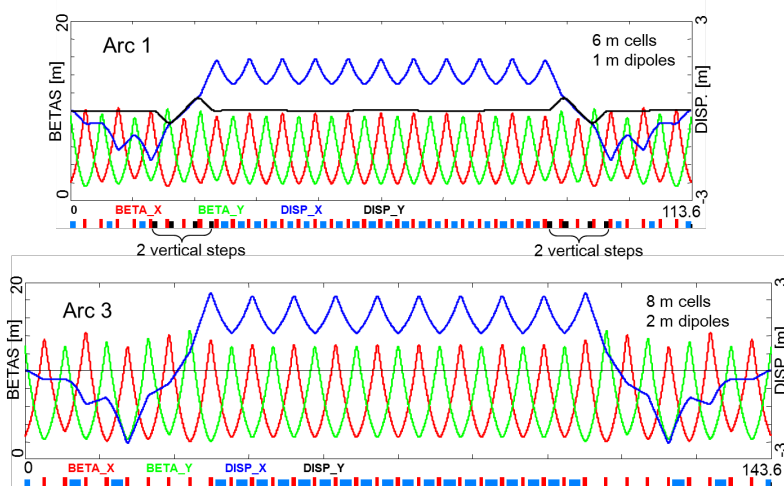 20
3
Arc 1
6 m cells
1 m dipoles
BETAS [m]
DISP. [m]
0
-3
0
BETA_X
BETA_Y
DISP_X
DISP_Y
113.6
2 vertical steps
2 vertical steps
20
3
Arc 3
8 m cells
2 m dipoles
BETAS [m]
DISP. [m]
0
-3
0
BETA_X
BETA_Y
DISP_X
DISP_Y
143.6